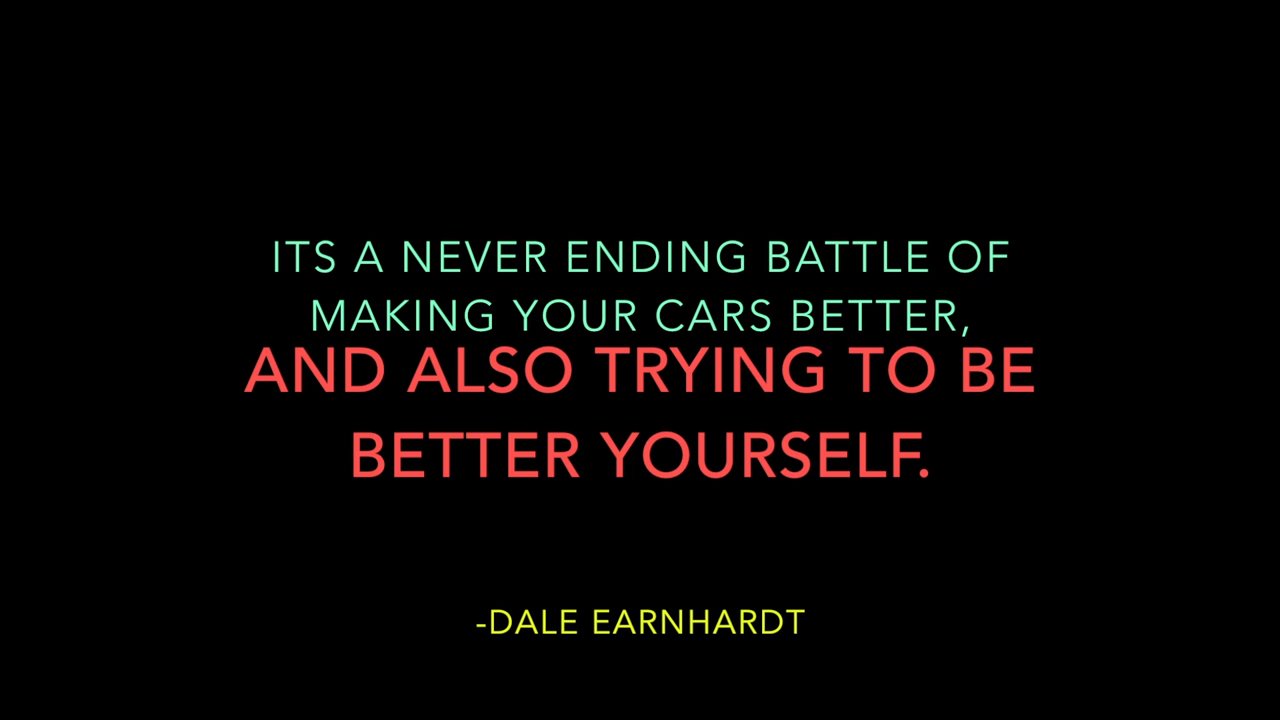 ITS A NEVER ENDING BATTLE OF
MAKING YOUR CARS BETTER,
AND ALSO TRYING TO BE
BETTER YOURSELF.
-DALE EARNHARDT